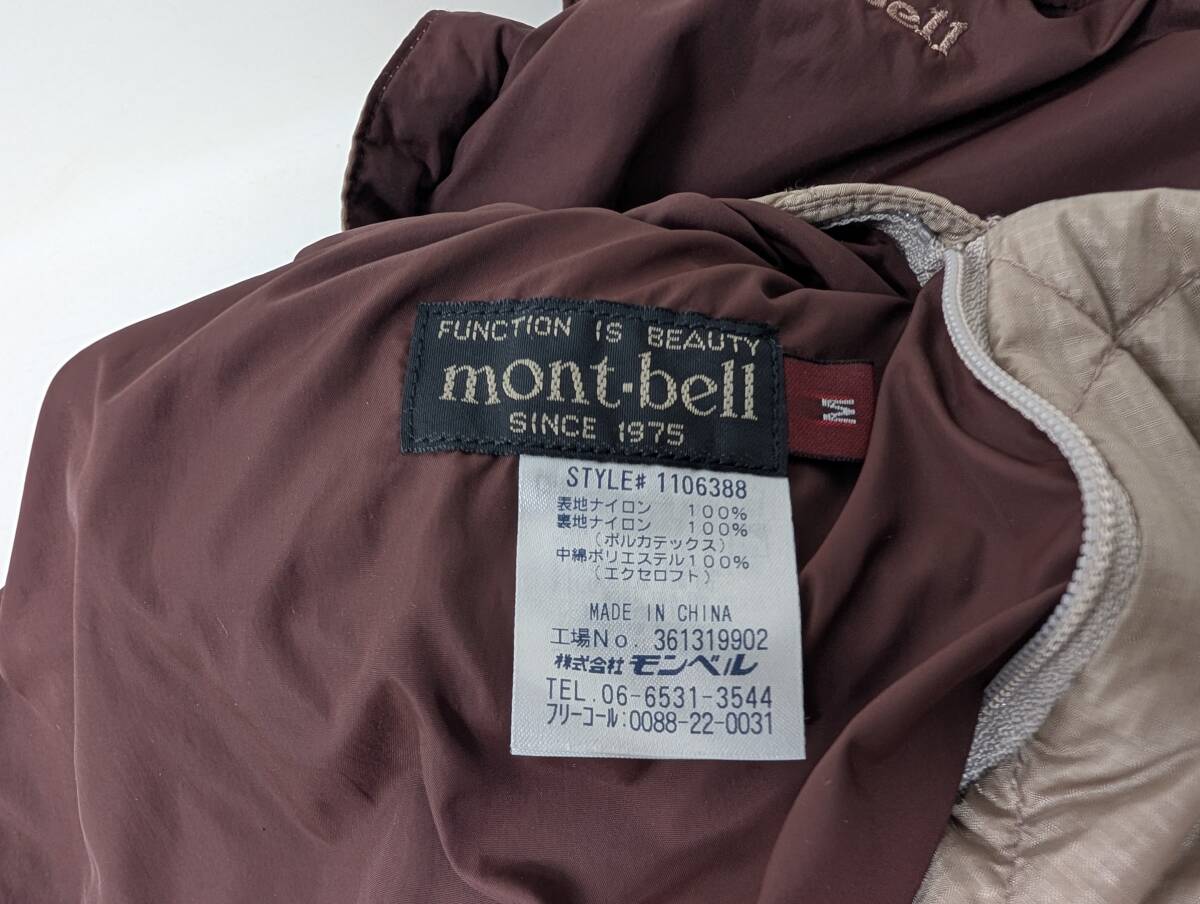 ell
FUNCTION IS BEAUTY
mont-bell
SINCE 1975
M
STYLE# 1106388
表地ナイロン 100%
裏地ナイロン 100%
(ポルカテックス)
中綿ポリエステル100%
(エクセロフト)
MADE IN CHINA
工場No. 361319902
株式会社 モンベル
TEL.06-6531-3544
フリーコール:0088-22-0031